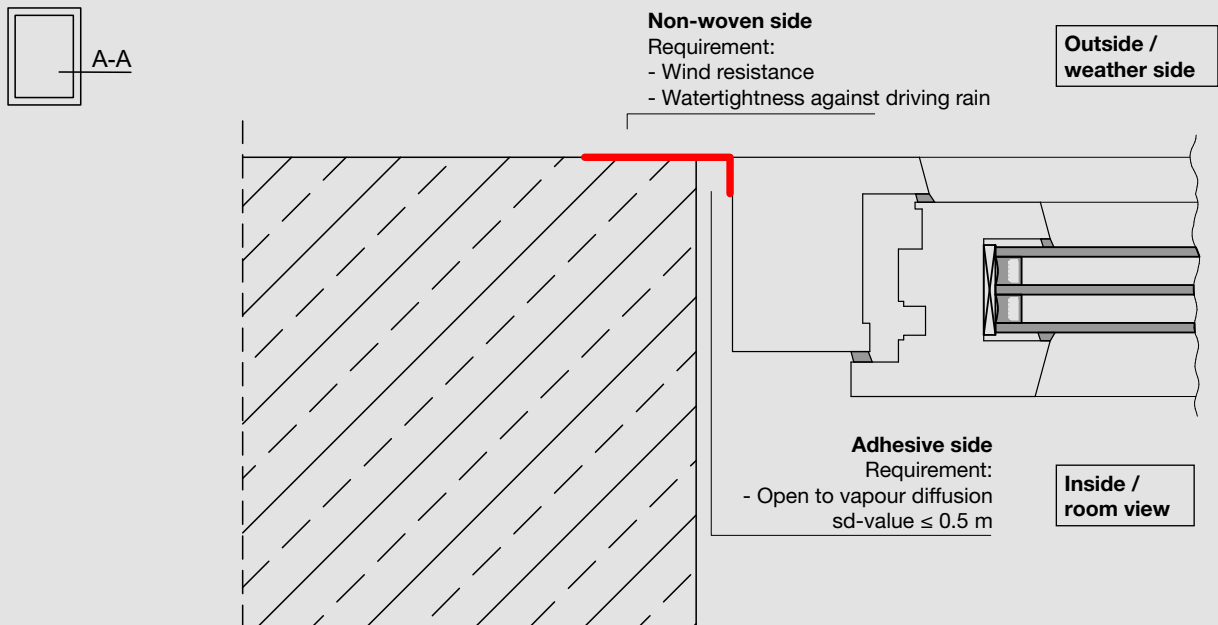 A-A
Non-woven side
Requirement:
- Wind resistance
- Watertightness against driving rain
Outside /
weather side
Adhesive side
Requirement:
- Open to vapour diffusion
sd-value ≤ 0.5 m
Inside /
room view